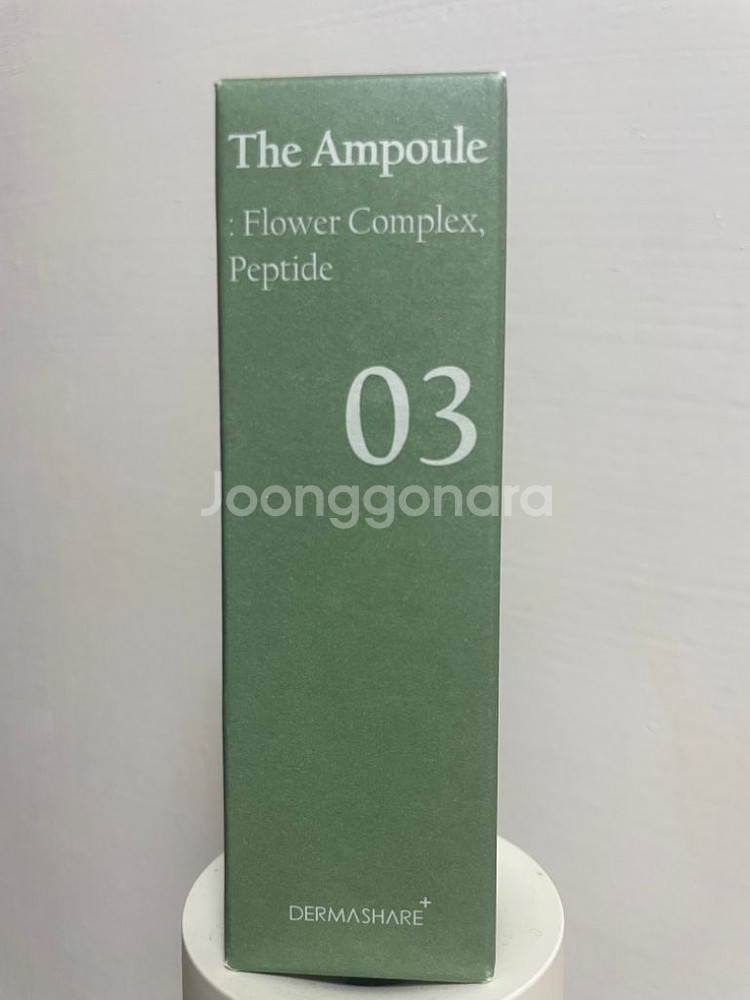 The Ampoule
: Flower Complex,
Peptide
03
Joonggonara
DERMASHARE+